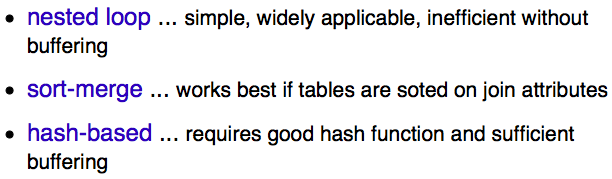 • nested loop ... simple, widely applicable, inefficient without
buffering
• sort-merge ... works best if tables are soted on join attributes
• hash-based ... requires good hash function and sufficient
buffering